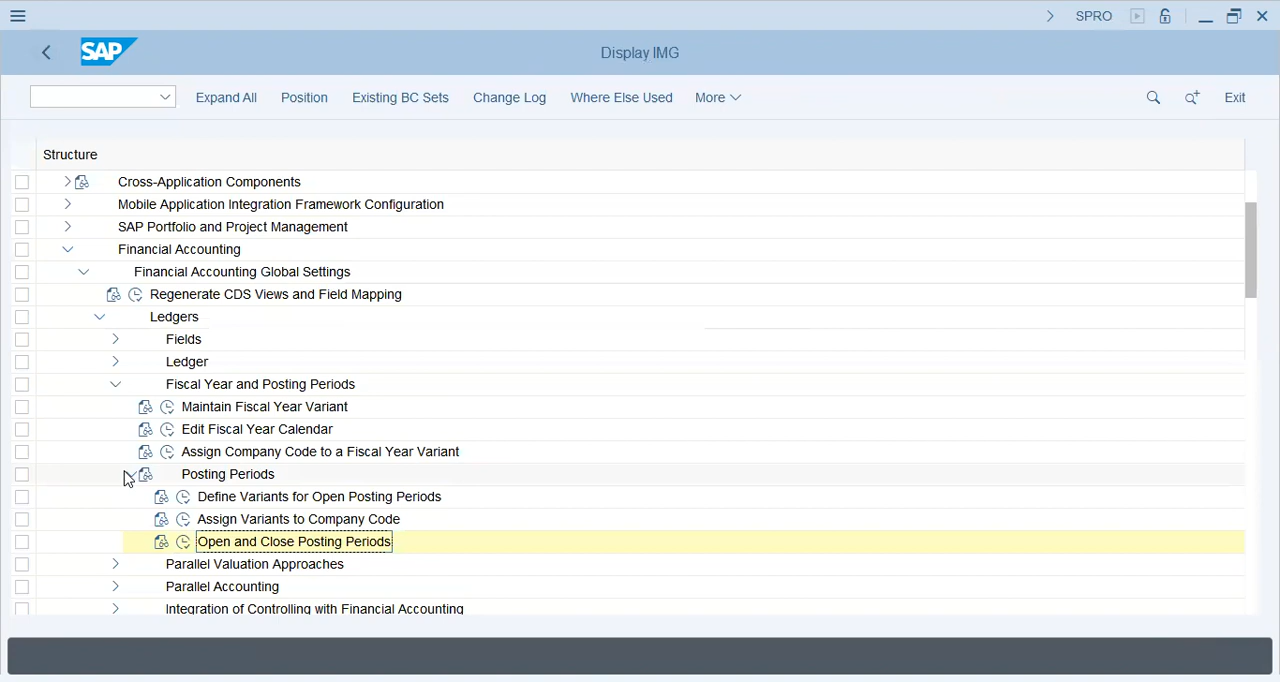 SPRO
SAP
Display IMG
Expand All Position Existing BC Sets Change Log Where Else Used More Exit
Structure
Cross-Application Components
Mobile Application Integration Framework Configuration
SAP Portfolio and Project Management
Financial Accounting
Financial Accounting Global Settings
Regenerate CDS Views and Field Mapping
Ledgers
Fields
Ledger
Fiscal Year and Posting Periods
Maintain Fiscal Year Variant
Edit Fiscal Year Calendar
Assign Company Code to a Fiscal Year Variant
Posting Periods
Define Variants for Open Posting Periods
Assign Variants to Company Code
Open and Close Posting Periods
Parallel Valuation Approaches
Parallel Accounting
Integration of Controlling with Financial Accounting